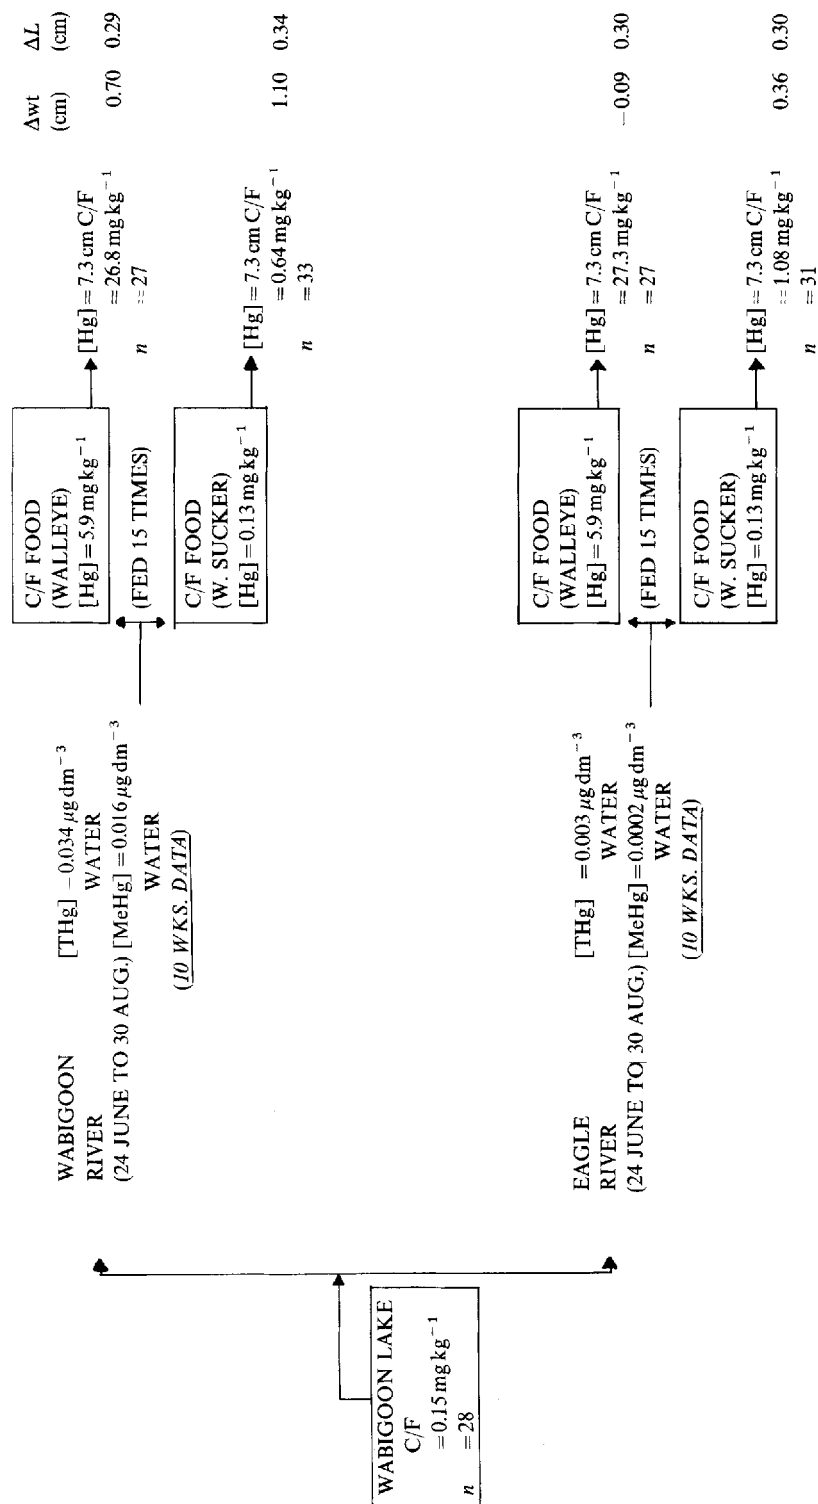 WABIGOON LAKE
C/F
=0.15 mg kg⁻¹
n =28
WABIGOON
RIVER
(24 JUNE TO 30 AUG.)
[THg] −0.034 μg dm⁻³
WATER
[MeHg] =0.016 μg dm⁻³
WATER
(10 WKS. DATA)
C/F FOOD
(WALLEYE)
[Hg] = 5.9 mg kg⁻¹
(FED 15 TIMES)
C/F FOOD
(W. SUCKER)
[Hg] = 0.13 mg kg⁻¹
Δwt ΔL
(cm) (cm)
[Hg] = 7.3 cm C/F
= 26.8 mg kg⁻¹
n = 27
0.70 0.29
[Hg] = 7.3 cm C/F
=0.64 mg kg⁻¹
n = 33
1.10 0.34
EAGLE
RIVER
(24 JUNE TO 30 AUG.)
[THg] =0.003 μg dm⁻³
WATER
[MeHg] =0.0002 μg dm⁻³
WATER
(10 WKS. DATA)
C/F FOOD
(WALLEYE)
[Hg] = 5.9 mg kg⁻¹
(FED 15 TIMES)
C/F FOOD
(W. SUCKER)
[Hg] = 0.13 mg kg⁻¹
[Hg] = 7.3 cm C/F
= 27.3 mg kg⁻¹
n = 27
−0.09 0.30
[Hg] = 7.3 cm C/F
= 1.08 mg kg⁻¹
n = 31
0.36 0.30